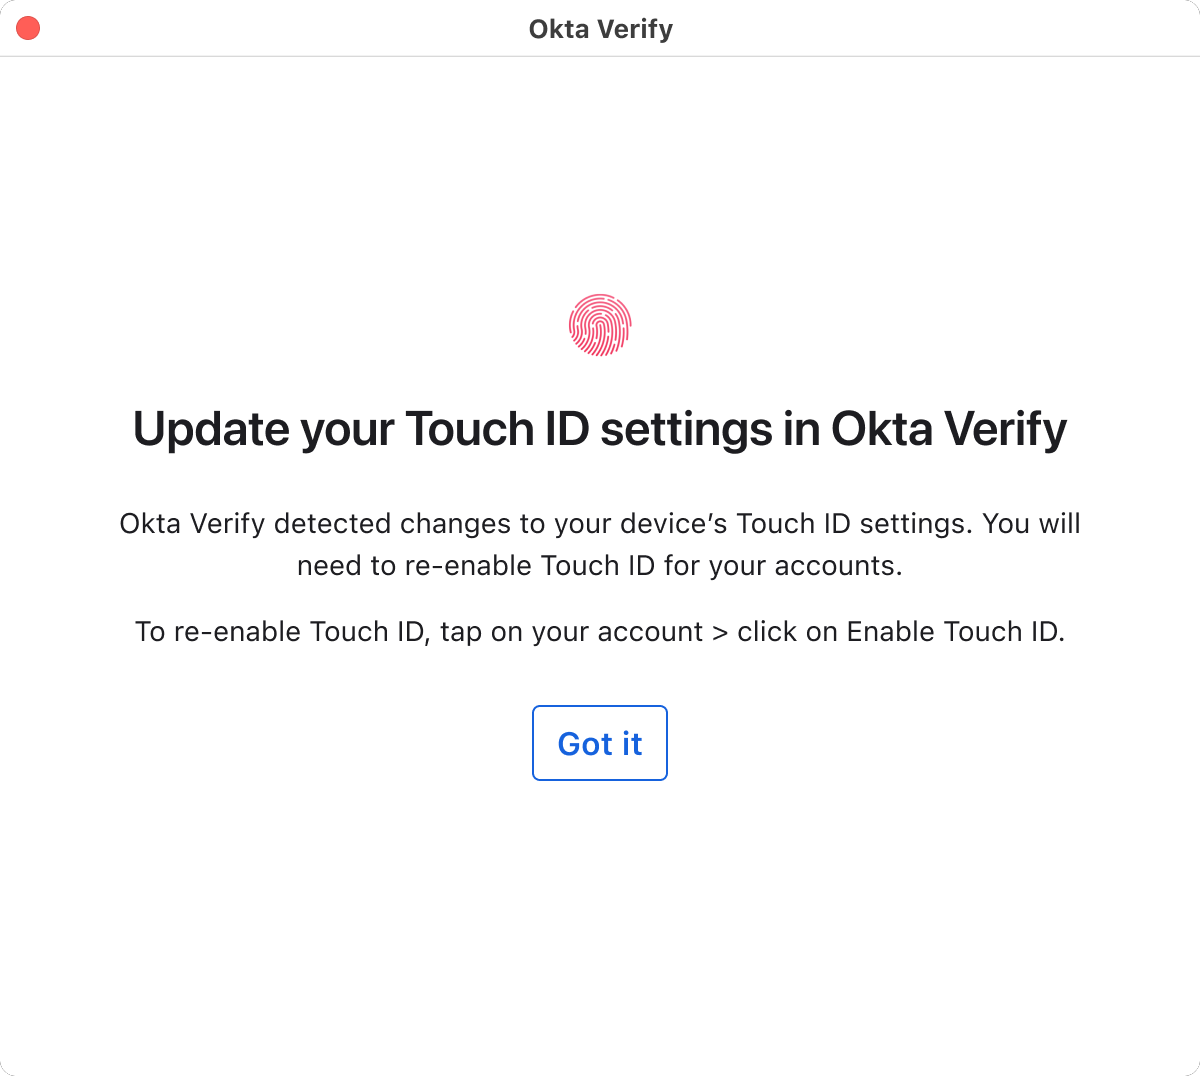 Okta Verify
Update your Touch ID settings in Okta Verify
Okta Verify detected changes to your device’s Touch ID settings. You will
need to re-enable Touch ID for your accounts.
To re-enable Touch ID, tap on your account > click on Enable Touch ID.
Got it